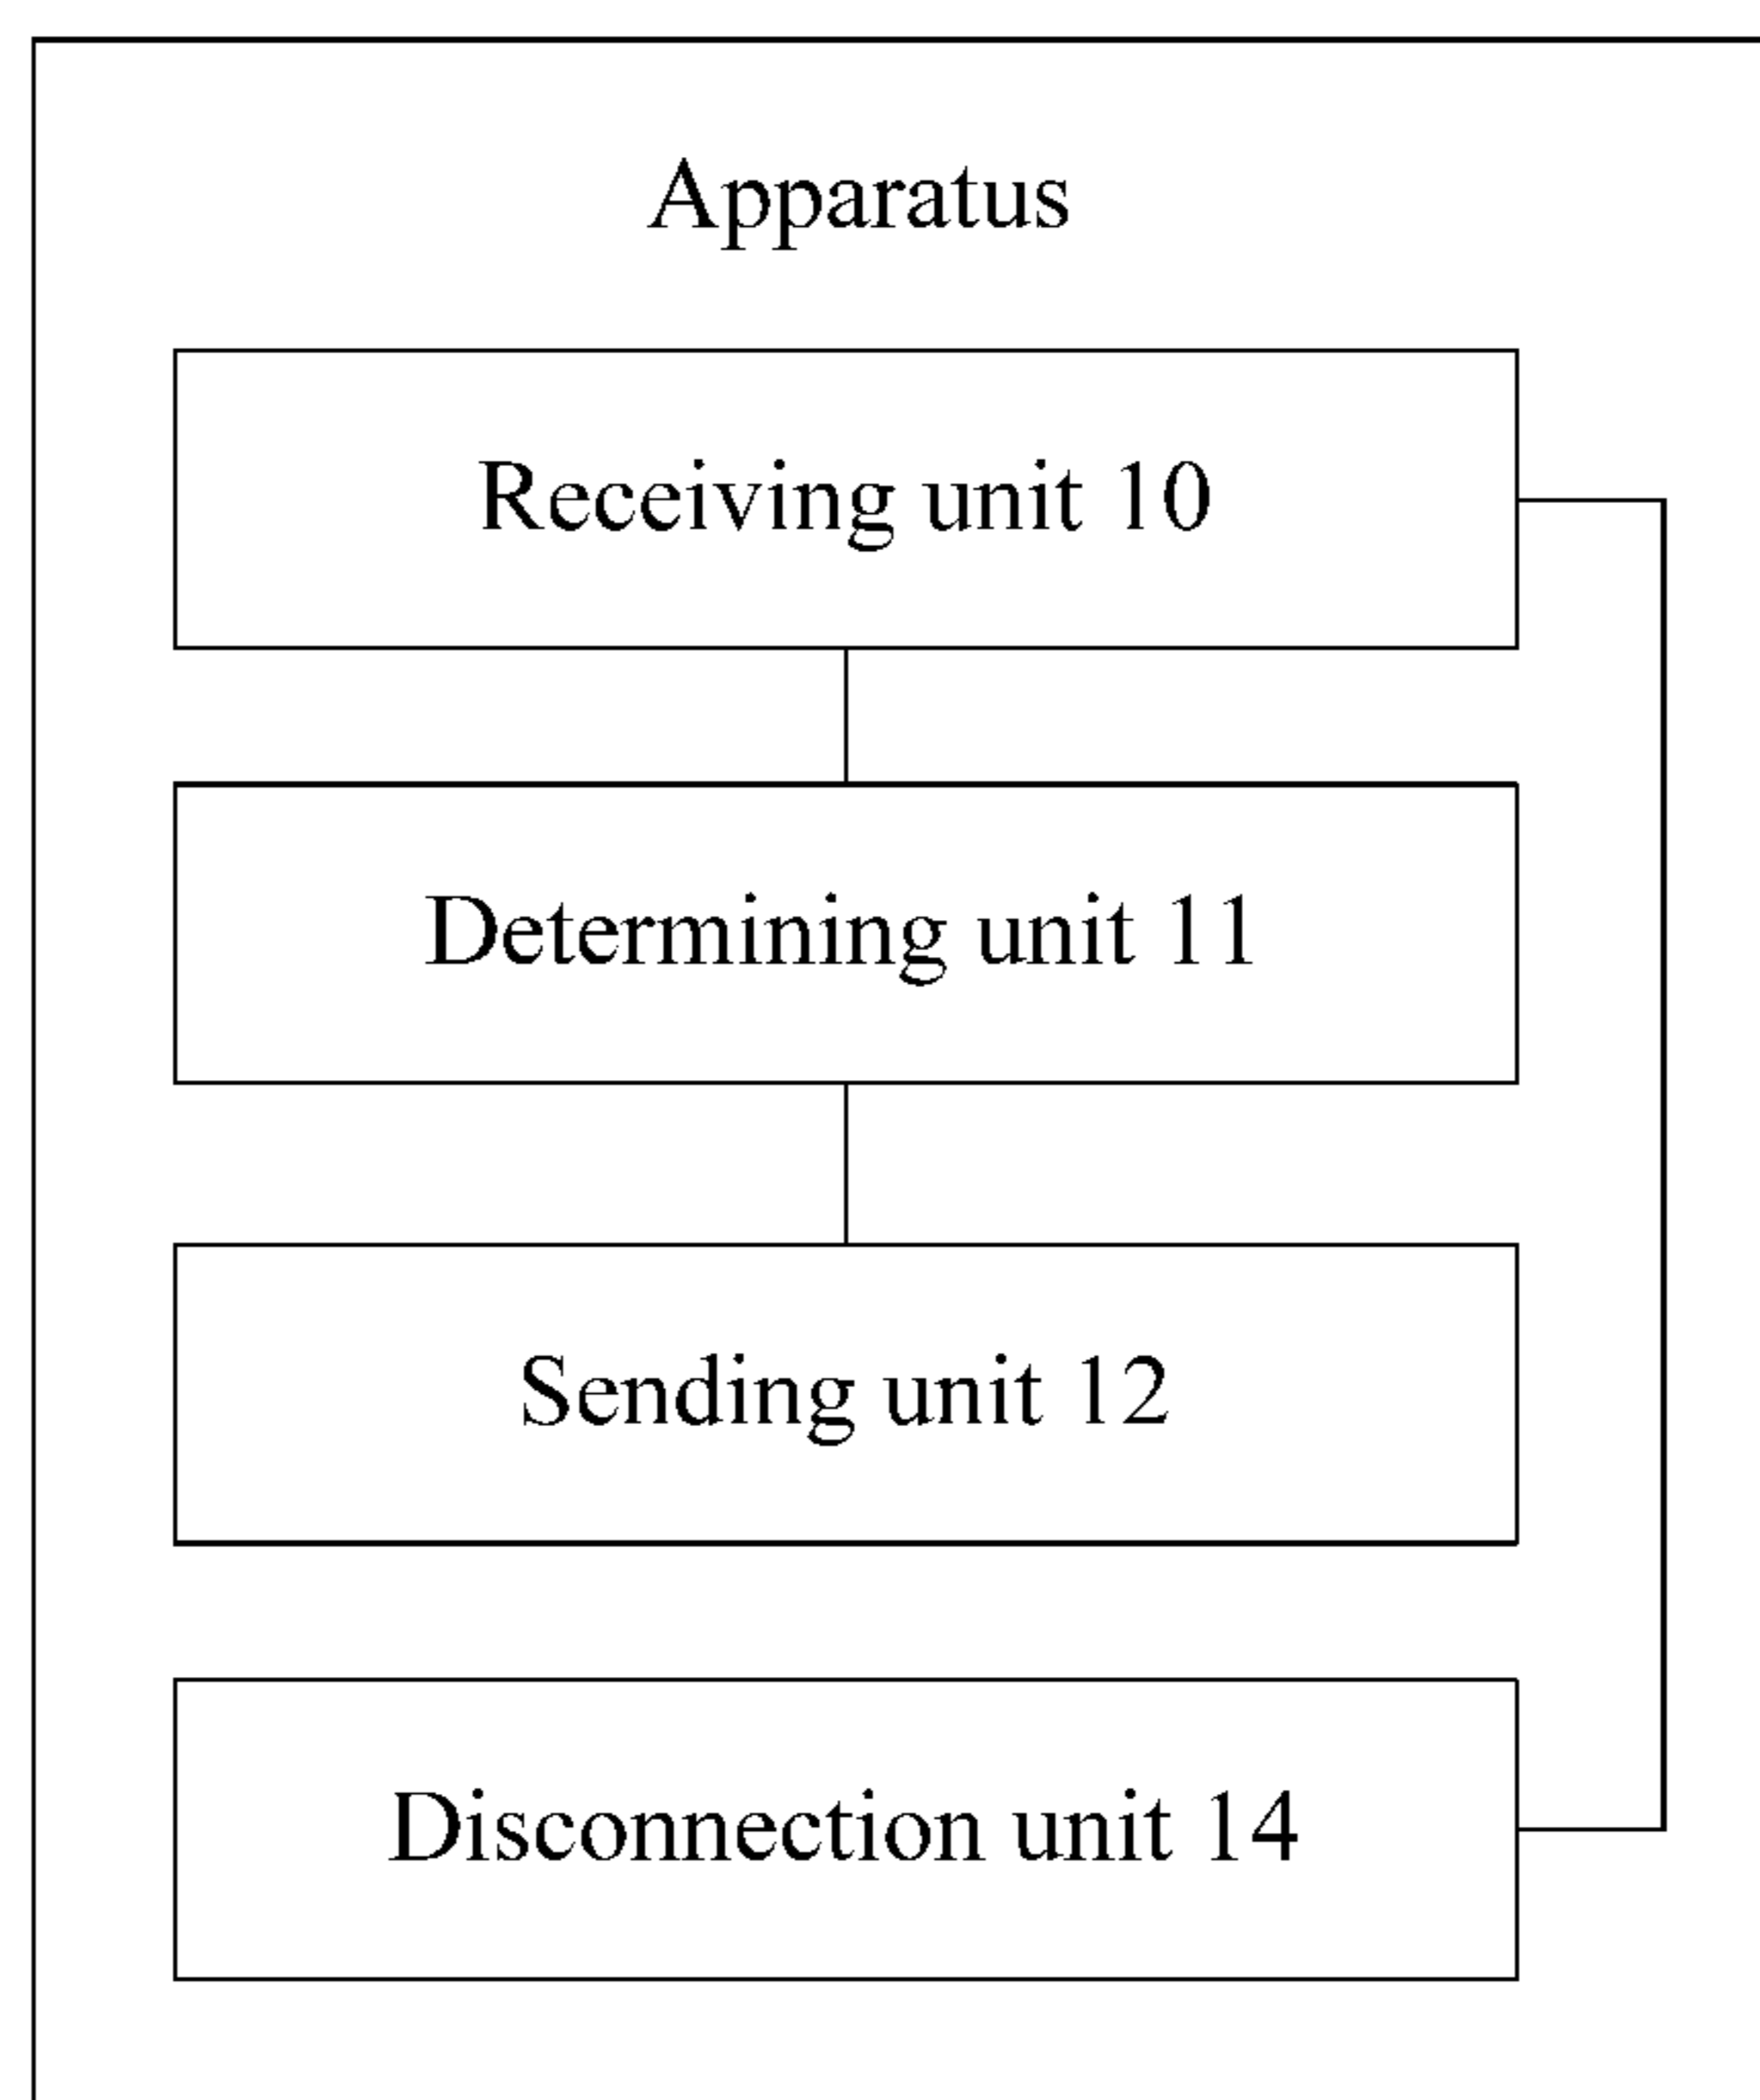 Apparatus
Receiving unit 10
Determining unit 11
Sending unit 12
Disconnection unit 14